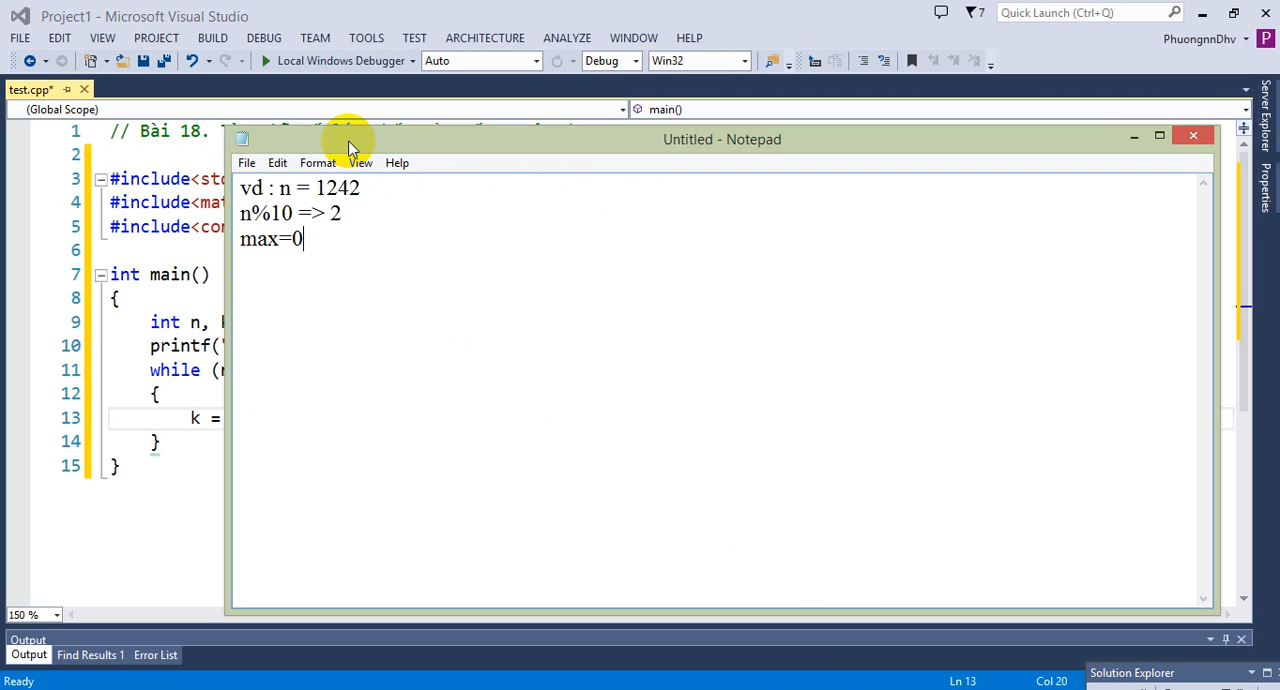 Project1 - Microsoft Visual Studio
7
Quick Launch (Ctrl+Q)
FILE EDIT VIEW PROJECT BUILD DEBUG TEAM TOOLS TEST ARCHITECTURE ANALYZE WINDOW HELP
PhuongnnDhv P
Local Windows Debugger Auto Debug Win32
test.cpp*
(Global Scope) main()
Server Explorer
Properties
1 // Bài 18.
2
3 #include<
4 #include<
5 #include<
6
7 int main()
8 {
9 int n,
10 printf(
11 while (
12 {
13 k =
14 }
15 }
Untitled - Notepad
File Edit Format View Help
vd : n = 1242
n%10 => 2
max=0
150 %
Output
Output Find Results 1 Error List
Solution Explorer
Ready Ln 13 Col 20